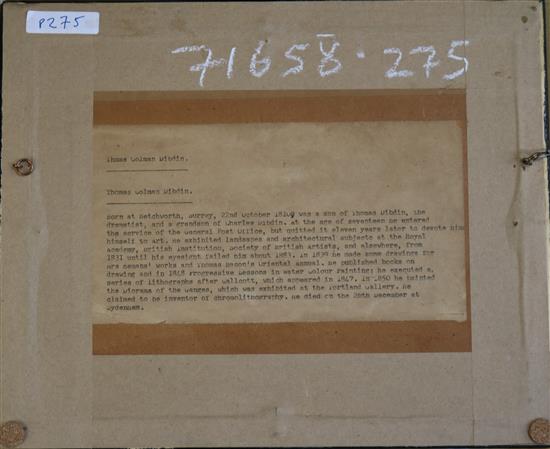 P275
71658·275
Thmas Colman Dibdin.
Thomas Colman Dibdin.
Born at Betchworth, Surrey, 22nd October 1810 was a son of Thomas Dibdin, the
dramatist, and a grandson of Charles Dibdin. At the age of seventeen he entered
the service of the General Post Office, but quitted it eleven years later to devote him
himself to art. He exhibited landscape and architectural subjects at the Royal
Academy, British Institution, Society of British Artists, and elsewhere, from
1831 until his eyesight failed him about 1883. In 1839 he made some drawings for
Mrs works and Thomas Bacon's Oriental Annual. He published books on
drawing and in 1848 Progressive Lessons in Water Colour Painting; he executed a
series of lithographs after which appeared in 1847. In 1850 he painted
the Diorama of the Ganges, which was exhibited at the Portland Gallery. He
claimed to be inventor of chromolithography. He died on the 26th December at
Sydenham.